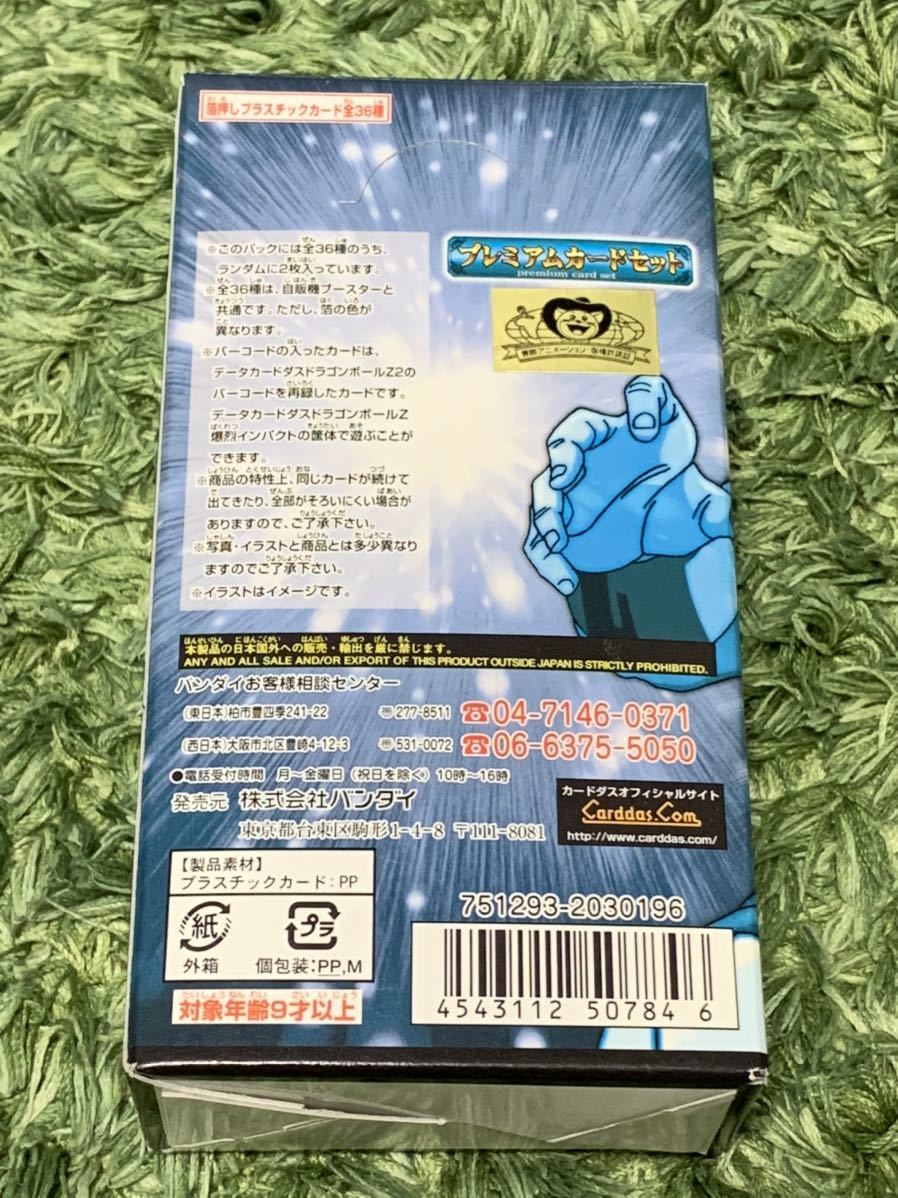 箔押しプラスチックカード全36種
※このパックには全36種のうち、
ランダムに2枚入っています。
※全36種は、自販機ブースターと
共通です。ただし、箔の色が
異なります。
※バーコードの入ったカードは、
データカードダスドラゴンボールZ2の
バーコードを再録したカードです。
データカードダスドラゴンボールZ
爆烈インパクトの筐体で遊ぶことが
できます。
※商品の特性上、同じカードが続けて
出てきたり、全部がそろいにくい場合が
ありますので、ご了承下さい。
※写真・イラストと商品とは多少異なり
ますのでご了承下さい。
※イラストはイメージです。
プレミアムカードセット
premium card set
東映アニメーション・版権許諾証
本製品の日本国外への販売・輸出を厳に禁じます。
ANY AND ALL SALE AND/OR EXPORT OF THIS PRODUCT OUTSIDE JAPAN IS STRICTLY PROHIBITED.
バンダイお客様相談センター
(東日本)柏市豊四季241-22 〒277-8511 ☎04-7146-0371
(西日本)大阪市北区豊崎4-12-3 〒531-0072 ☎06-6375-5050
●電話受付時間 月〜金曜日(祝日を除く)10時〜16時
発売元 株式会社バンダイ
東京都台東区駒形1-4-8 〒111-8081
カードダスオフィシャルサイト
Carddas.Com
http://www.carddas.com/
【製品素材】
プラスチックカード:PP
紙 プラ
外箱 個包装:PP,M
対象年齢9才以上
751293-2030196
4543112 50784 6